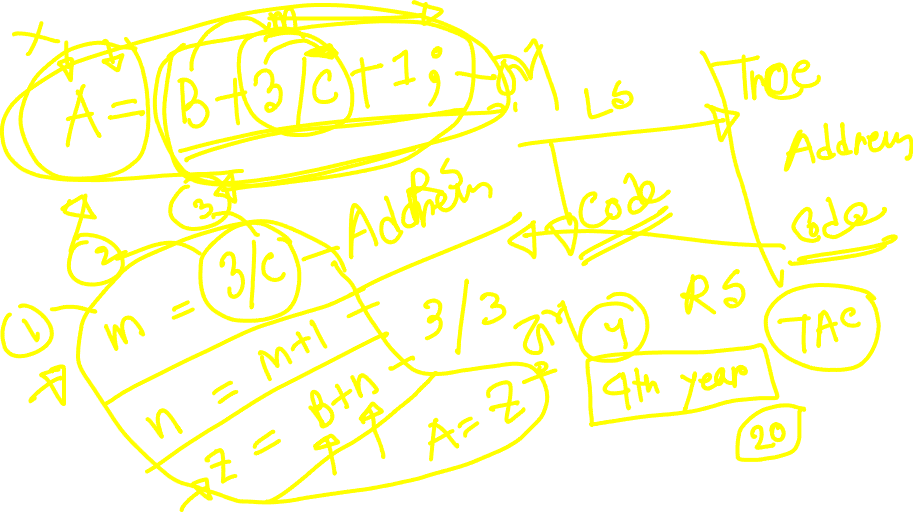 X
m
A = B + 3/C + 1;
LS
Three
Address
Code
RS
Code
Address
3
2
1
m = 3/C
n = m+1
3/3
Z = B+n
A = Z
4
RS
TAC
4th year
20